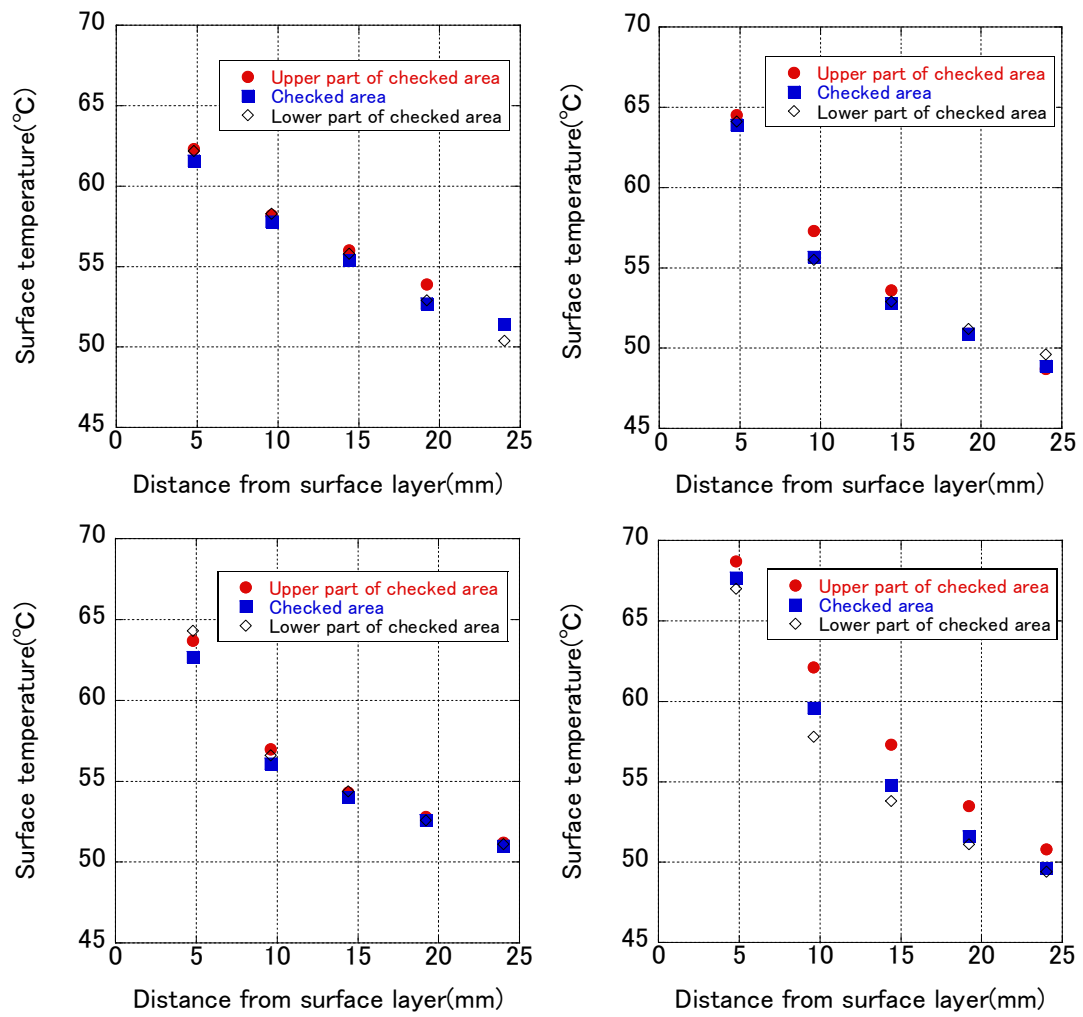 70
65
60
55
50
45
Surface temperature(℃)
Upper part of checked area
Checked area
Lower part of checked area
0 5 10 15 20 25
Distance from surface layer(mm)
70
65
60
55
50
45
Surface temperature(℃)
Upper part of checked area
Checked area
Lower part of checked area
0 5 10 15 20 25
Distance from surface layer(mm)
70
65
60
55
50
45
Surface temperature(℃)
Upper part of checked area
Checked area
Lower part of checked area
0 5 10 15 20 25
Distance from surface layer(mm)
70
65
60
55
50
45
Surface temperature(℃)
Upper part of checked area
Checked area
Lower part of checked area
0 5 10 15 20 25
Distance from surface layer(mm)